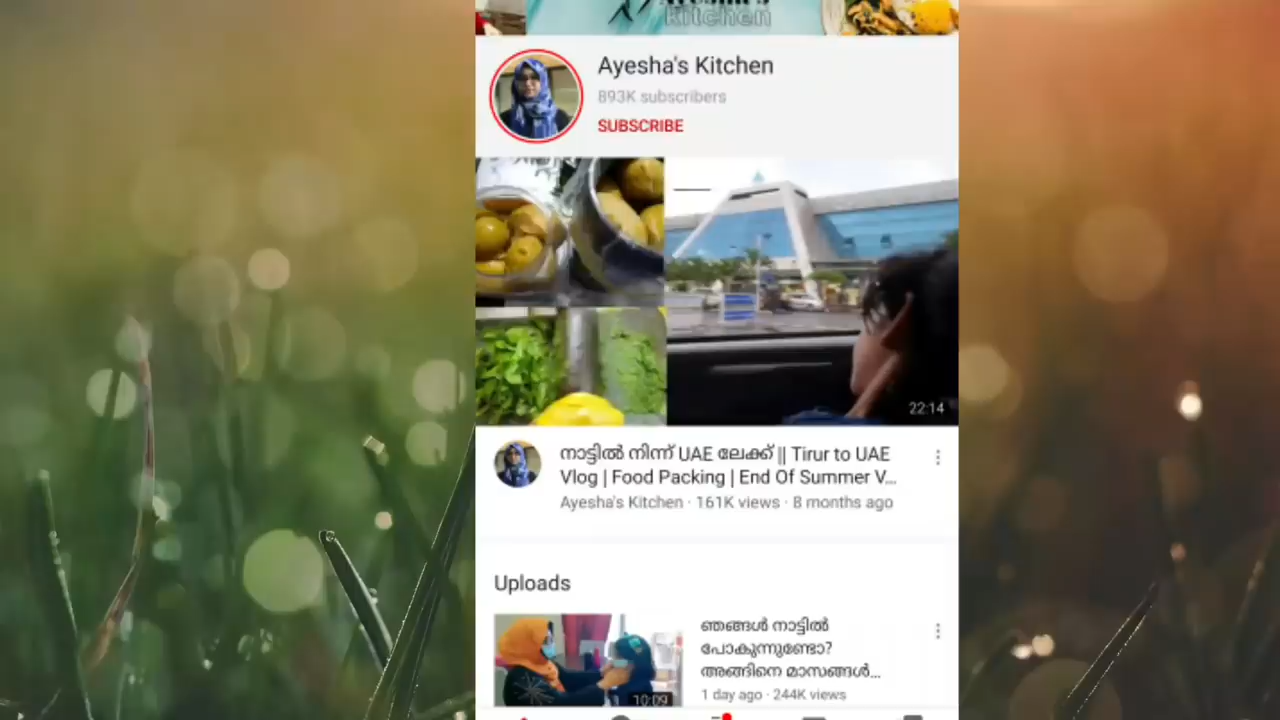 kitchen
Ayesha's Kitchen
893K subscribers
SUBSCRIBE
22:14
നാട്ടിൽ നിന്ന് UAE ലേക്ക് || Tirur to UAE
Vlog | Food Packing | End Of Summer V...
Ayesha's Kitchen · 161K views · 8 months ago
Uploads
ഞങ്ങൾ നാട്ടിൽ
പോകുന്നുണ്ടോ?
അങ്ങിനെ മാസങ്ങൾ...
10:09
1 day ago · 244K views